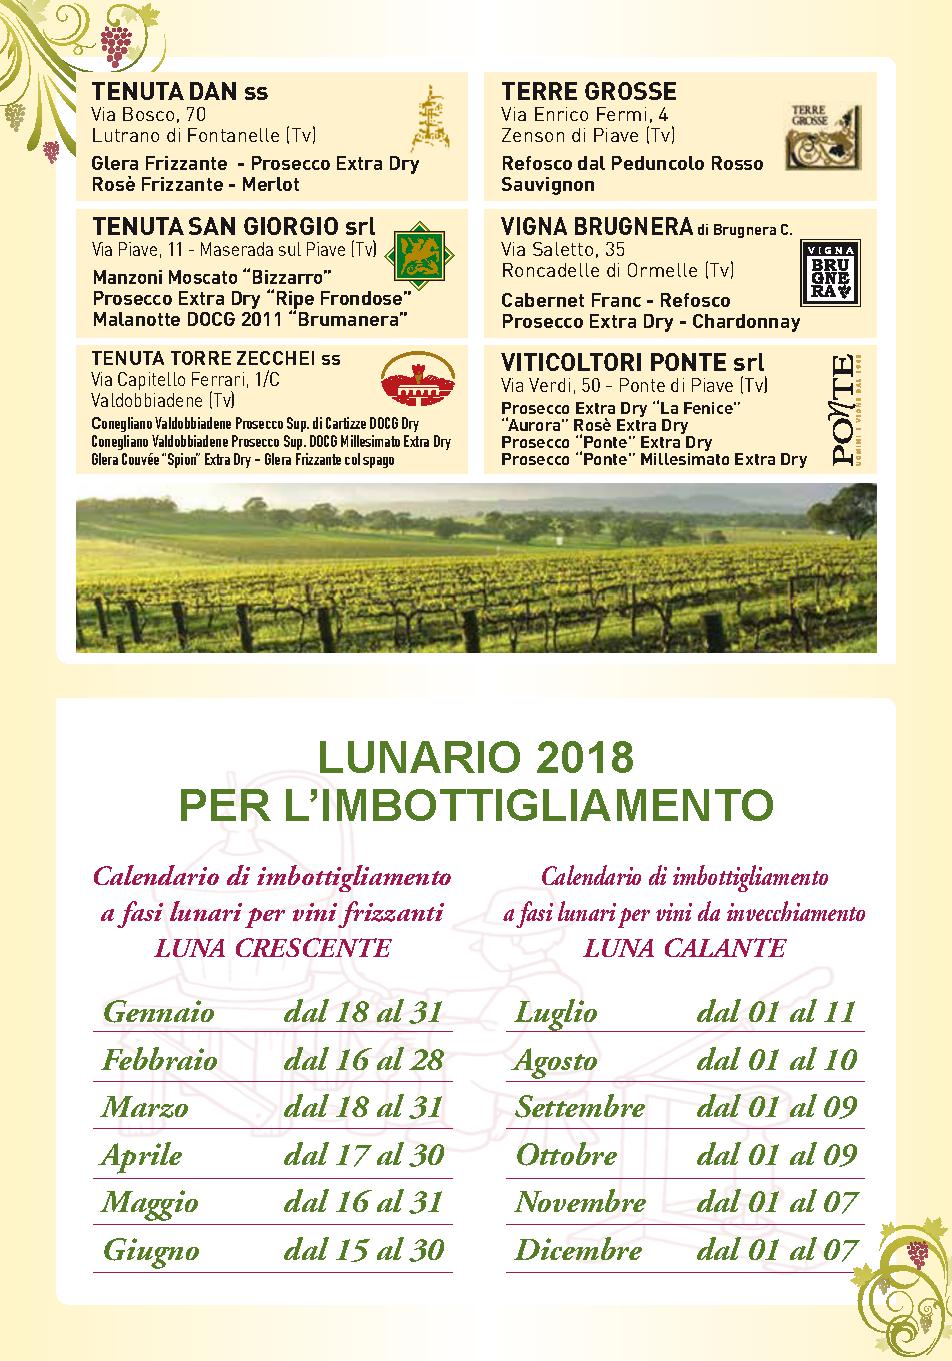 TENUTA DAN ss
Via Bosco, 70
Lutrano di Fontanelle (Tv)
Glera Frizzante - Prosecco Extra Dry
Rosè Frizzante - Merlot
TERRE GROSSE
Via Enrico Fermi, 4
Zenson di Piave (Tv)
Refosco dal Peduncolo Rosso
Sauvignon
TERRE
GROSSE
TENUTA SAN GIORGIO srl
Via Piave, 11 - Maserada sul Piave (Tv)
Manzoni Moscato “Bizzarro”
Prosecco Extra Dry “Ripe Frondose”
Malanotte DOCG 2011 “Brumanera”
VIGNA BRUGNERA di Brugnera C.
Via Saletto, 35
Roncadelle di Ormelle (Tv)
Cabernet Franc - Refosco
Prosecco Extra Dry - Chardonnay
VIGNA
BRU
GNE
RA
TENUTA TORRE ZECCHEI ss
Via Capitello Ferrari, 1/C
Valdobbiadene (Tv)
Conegliano Valdobbiadene Prosecco Sup. di Cartizze DOCG Dry
Conegliano Valdobbiadene Prosecco Sup. DOCG Millesimato Extra Dry
Glera Couvée “Spion” Extra Dry - Glera Frizzante col spago
VITICOLTORI PONTE srl
Via Verdi, 50 - Ponte di Piave (Tv)
Prosecco Extra Dry “La Fenice”
“Aurora” Rosè Extra Dry
Prosecco “Ponte” Extra Dry
Prosecco “Ponte” Millesimato Extra Dry
PONTE
UOMINI E VIGNE DAL 1948
LUNARIO 2018
PER L’IMBOTTIGLIAMENTO
Calendario di imbottigliamento
a fasi lunari per vini frizzanti
LUNA CRESCENTE
Gennaio dal 18 al 31
Febbraio dal 16 al 28
Marzo dal 18 al 31
Aprile dal 17 al 30
Maggio dal 16 al 31
Giugno dal 15 al 30
Calendario di imbottigliamento
a fasi lunari per vini da invecchiamento
LUNA CALANTE
Luglio dal 01 al 11
Agosto dal 01 al 10
Settembre dal 01 al 09
Ottobre dal 01 al 09
Novembre dal 01 al 07
Dicembre dal 01 al 07